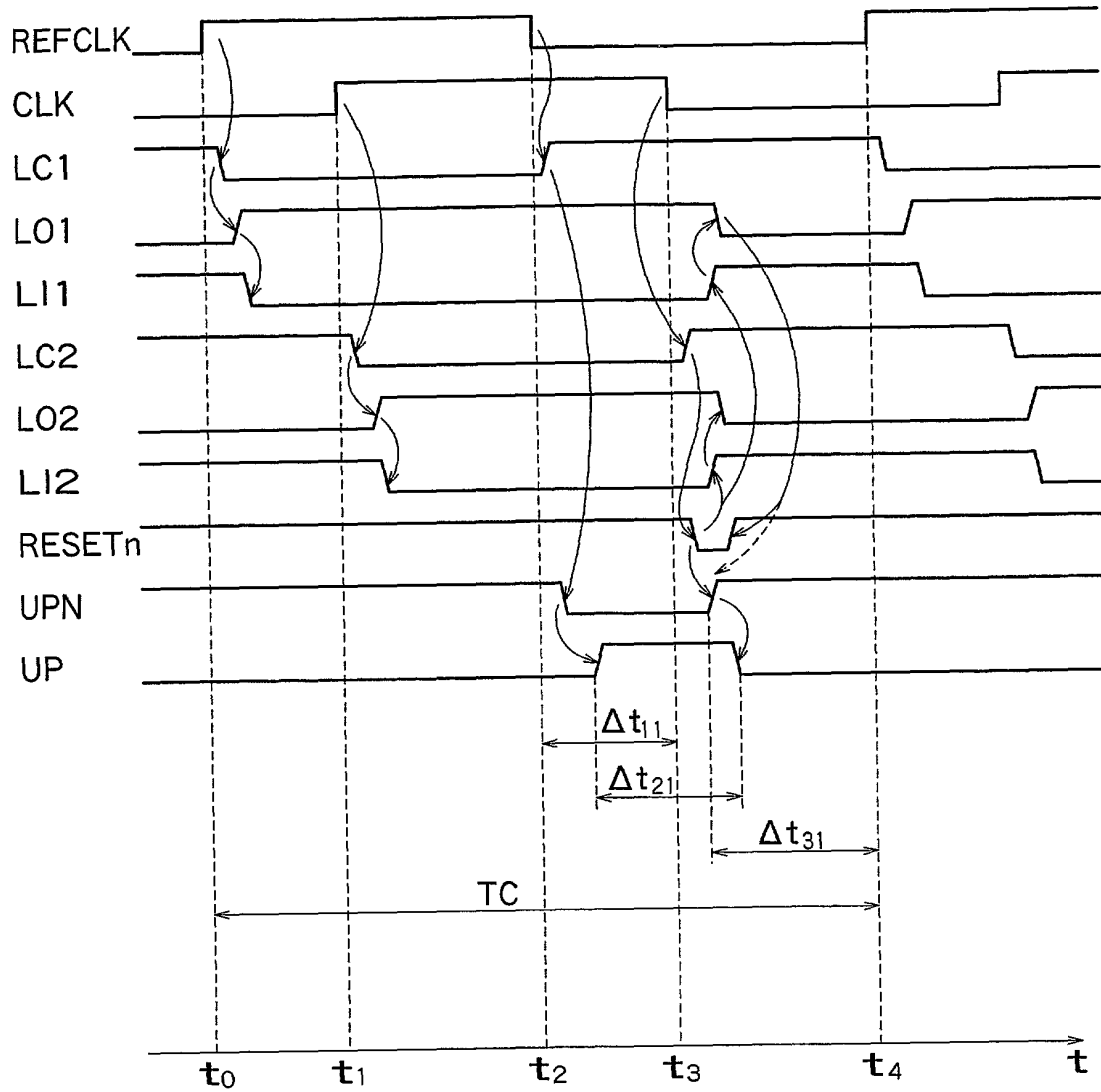 REFCLK
CLK
LC1
LO1
LI1
LC2
LO2
LI2
RESETn
UPN
UP
Δt11
Δt21
Δt31
TC
t0 t1 t2 t3 t4 t